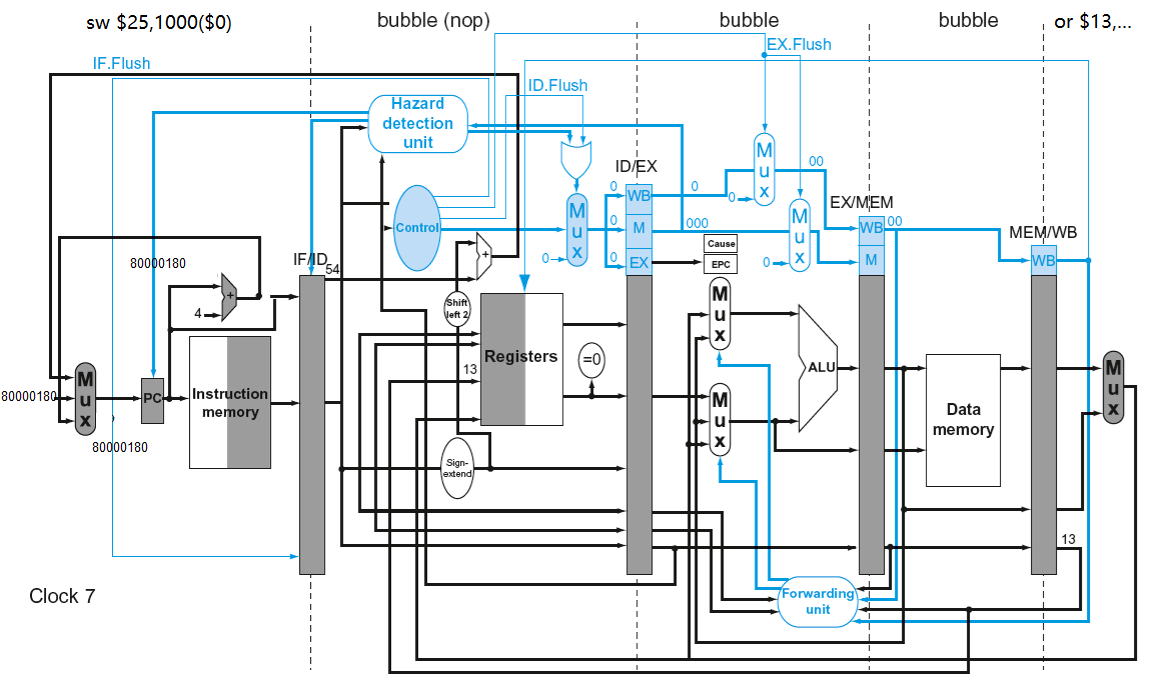 sw $25,1000($0)
bubble (nop)
bubble
bubble
or $13,...
EX.Flush
IF.Flush
ID.Flush
Hazard
detection
unit
ID/EX
M
u
x
00
0
WB
0
0
M
u
x
0
Control
0
M
000
M
u
x
EX/MEM
WB
00
MEM/WB
Cause
0
0
EX
EPC
0
M
WB
80000180
IF/ID
54
+
+
4
Shift
left 2
M
u
x
Registers
=0
ALU
13
M
u
x
80000180
PC
Instruction
memory
M
u
x
Data
memory
M
u
x
80000180
Sign-
extend
13
Clock 7
Forwarding
unit